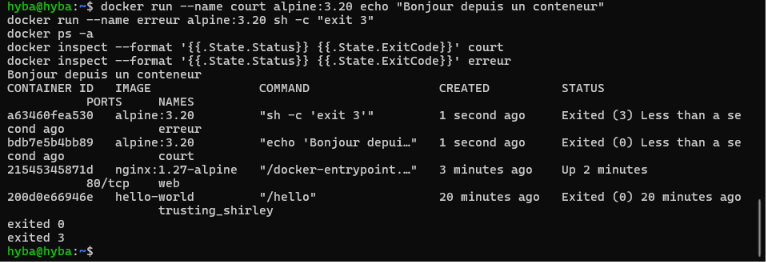 hyba@hyba:~$ docker run --name court alpine:3.20 echo "Bonjour depuis un conteneur"
docker run --name erreur alpine:3.20 sh -c "exit 3"
docker ps -a
docker inspect --format '{{.State.Status}} {{.State.ExitCode}}' court
docker inspect --format '{{.State.Status}} {{.State.ExitCode}}' erreur
Bonjour depuis un conteneur
CONTAINER ID   IMAGE               COMMAND                  CREATED          STATUS
           PORTS     NAMES
a63460fea530   alpine:3.20         "sh -c 'exit 3'"         1 second ago     Exited (3) Less than a se
cond ago             erreur
bdb7e5b4bb89   alpine:3.20         "echo 'Bonjour depui…"   1 second ago     Exited (0) Less than a se
cond ago             court
21545345871d   nginx:1.27-alpine   "/docker-entrypoint.…"   3 minutes ago    Up 2 minutes
           80/tcp    web
200d0e66946e   hello-world         "/hello"                 20 minutes ago   Exited (0) 20 minutes ago
                     trusting_shirley
exited 0
exited 3
hyba@hyba:~$